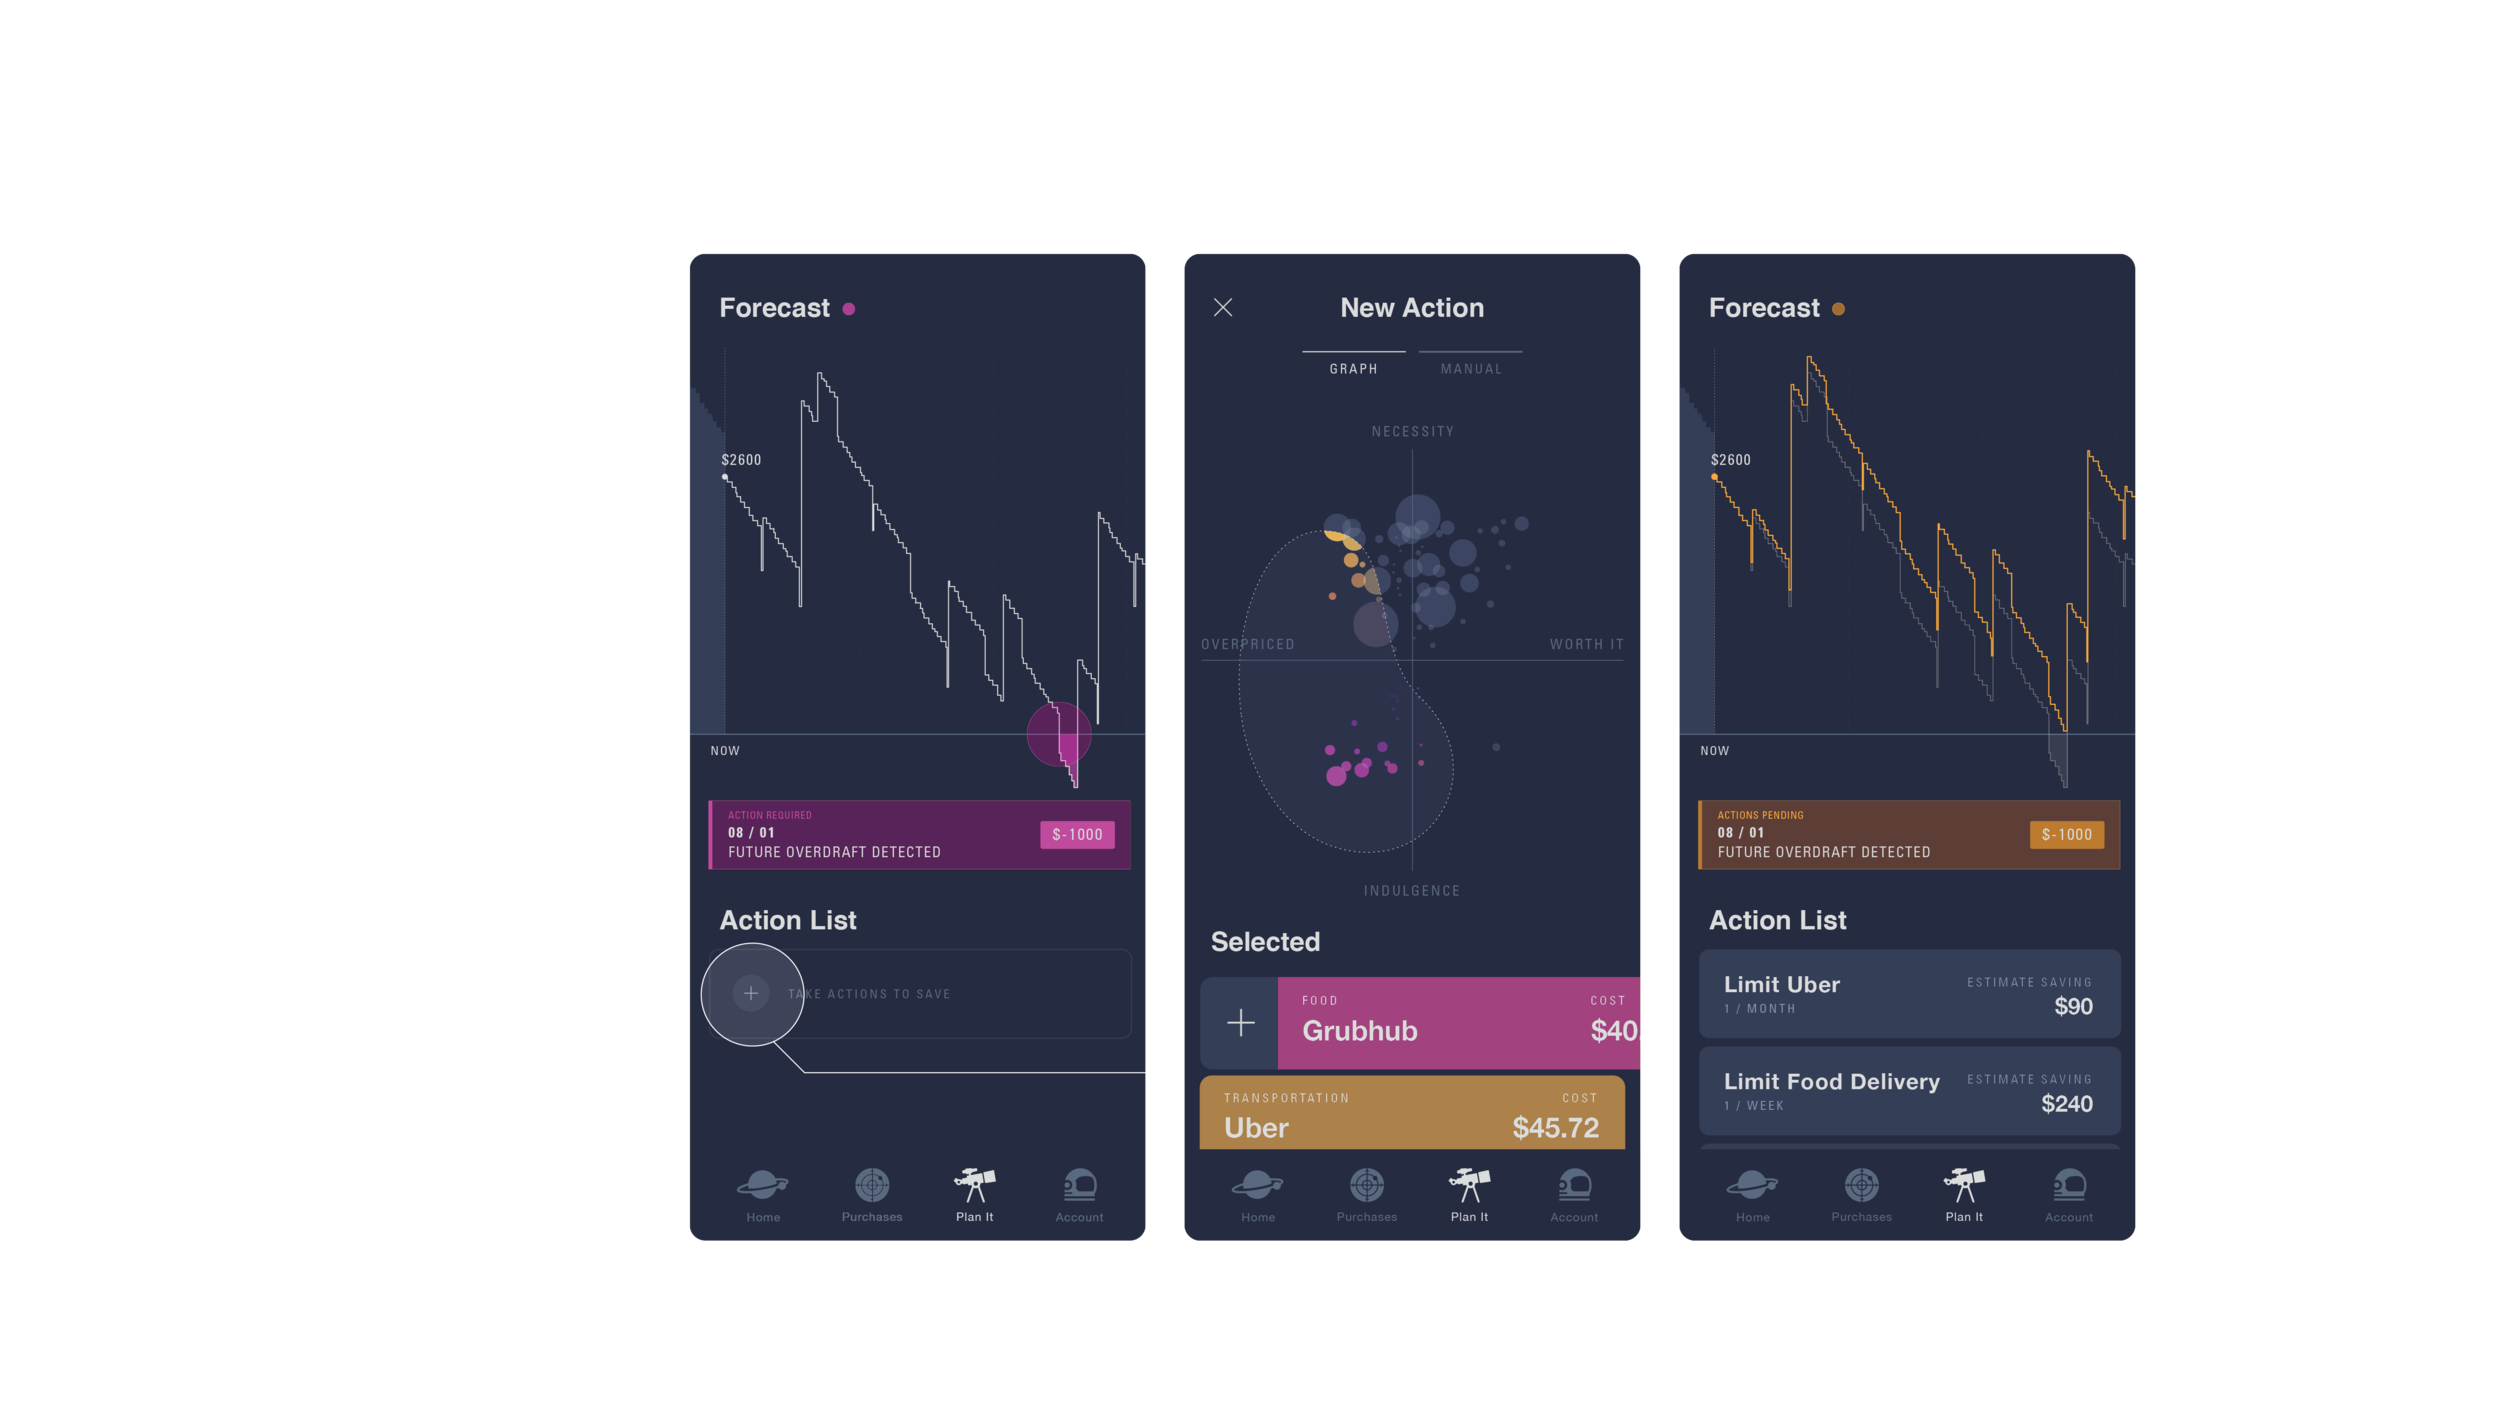 Forecast
$2600
NOW
ACTION REQUIRED
08 / 01
FUTURE OVERDRAFT DETECTED
$-1000
Action List
TAKE ACTIONS TO SAVE
Home
Purchases
Plan It
Account
New Action
GRAPH
MANUAL
NECESSITY
OVERPRICED
WORTH IT
INDULGENCE
Selected
FOOD
COST
Grubhub
$40.
TRANSPORTATION
COST
Uber
$45.72
Home
Purchases
Plan It
Account
Forecast
$2600
NOW
ACTIONS PENDING
08 / 01
FUTURE OVERDRAFT DETECTED
$-1000
Action List
Limit Uber
ESTIMATE SAVING
1 / MONTH
$90
Limit Food Delivery
ESTIMATE SAVING
1 / WEEK
$240
Home
Purchases
Plan It
Account